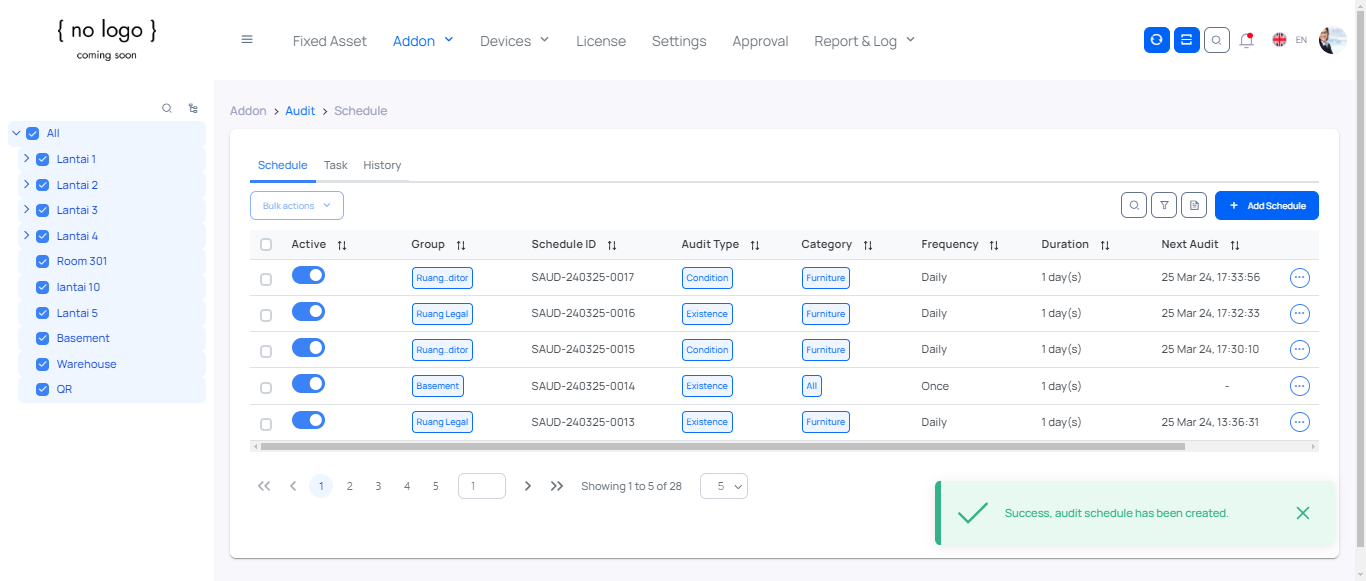 { no logo }
coming soon
Fixed Asset Addon Devices License Settings Approval Report & Log EN
All
Lantai 1
Lantai 2
Lantai 3
Lantai 4
Room 301
lantai 10
Lantai 5
Basement
Warehouse
QR
Addon > Audit > Schedule
Schedule Task History
Bulk actions + Add Schedule
Active Group Schedule ID Audit Type Category Frequency Duration Next Audit
Ruang...ditor SAUD-240325-0017 Condition Furniture Daily 1 day(s) 25 Mar 24, 17:33:56
Ruang Legal SAUD-240325-0016 Existence Furniture Daily 1 day(s) 25 Mar 24, 17:32:33
Ruang...ditor SAUD-240325-0015 Condition Furniture Daily 1 day(s) 25 Mar 24, 17:30:10
Basement SAUD-240325-0014 Existence All Once 1 day(s) -
Ruang Legal SAUD-240325-0013 Existence Furniture Daily 1 day(s) 25 Mar 24, 13:36:31
1 2 3 4 5 1 Showing 1 to 5 of 28 5
Success, audit schedule has been created.